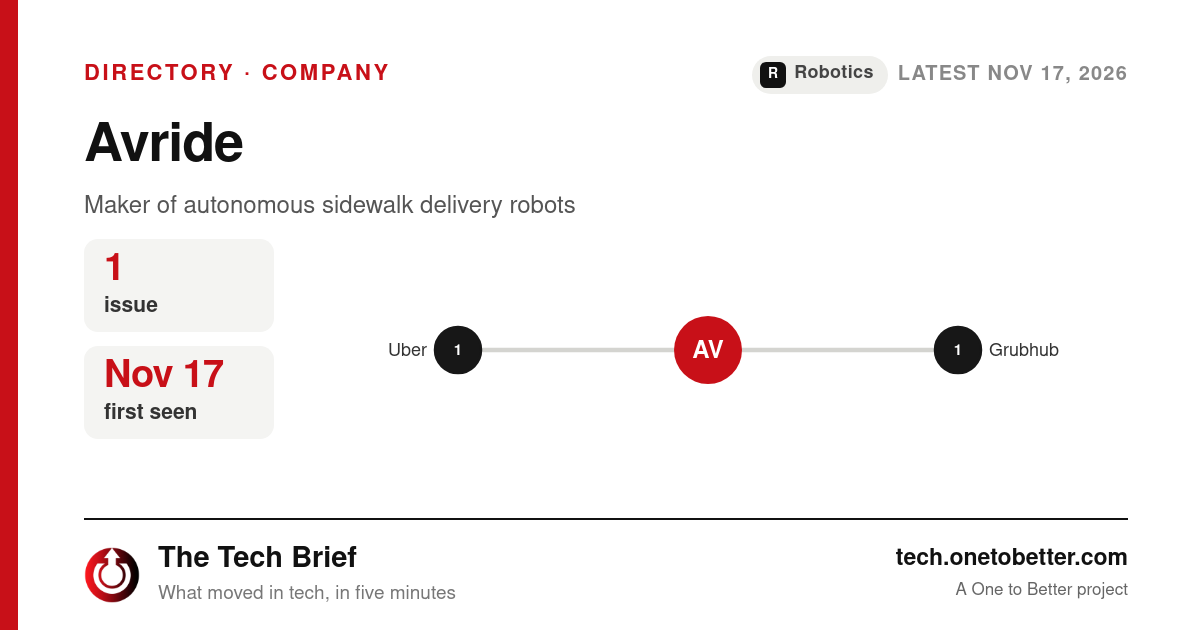 DIRECTORY · COMPANY
R Robotics LATEST NOV 17, 2026
Avride
Maker of autonomous sidewalk delivery robots
1
issue
Nov 17
first seen
Uber 1 AV 1 Grubhub
The Tech Brief
What moved in tech, in five minutes
tech.onetobetter.com
A One to Better project